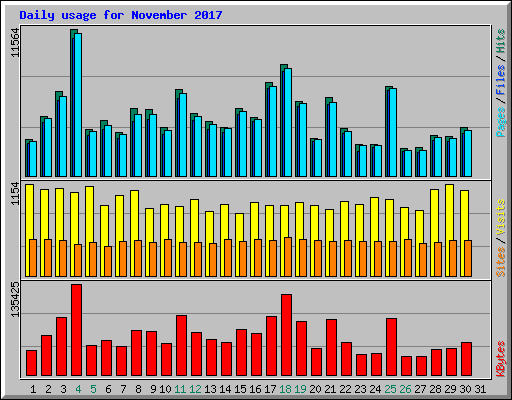 Daily usage for November 2017
11564
Pages / Files / Hits
1154
Sites / Visits
135425
KBytes
1 2 3 4 5 6 7 8 9 10 11 12 13 14 15 16 17 18 19 20 21 22 23 24 25 26 27 28 29 30 31